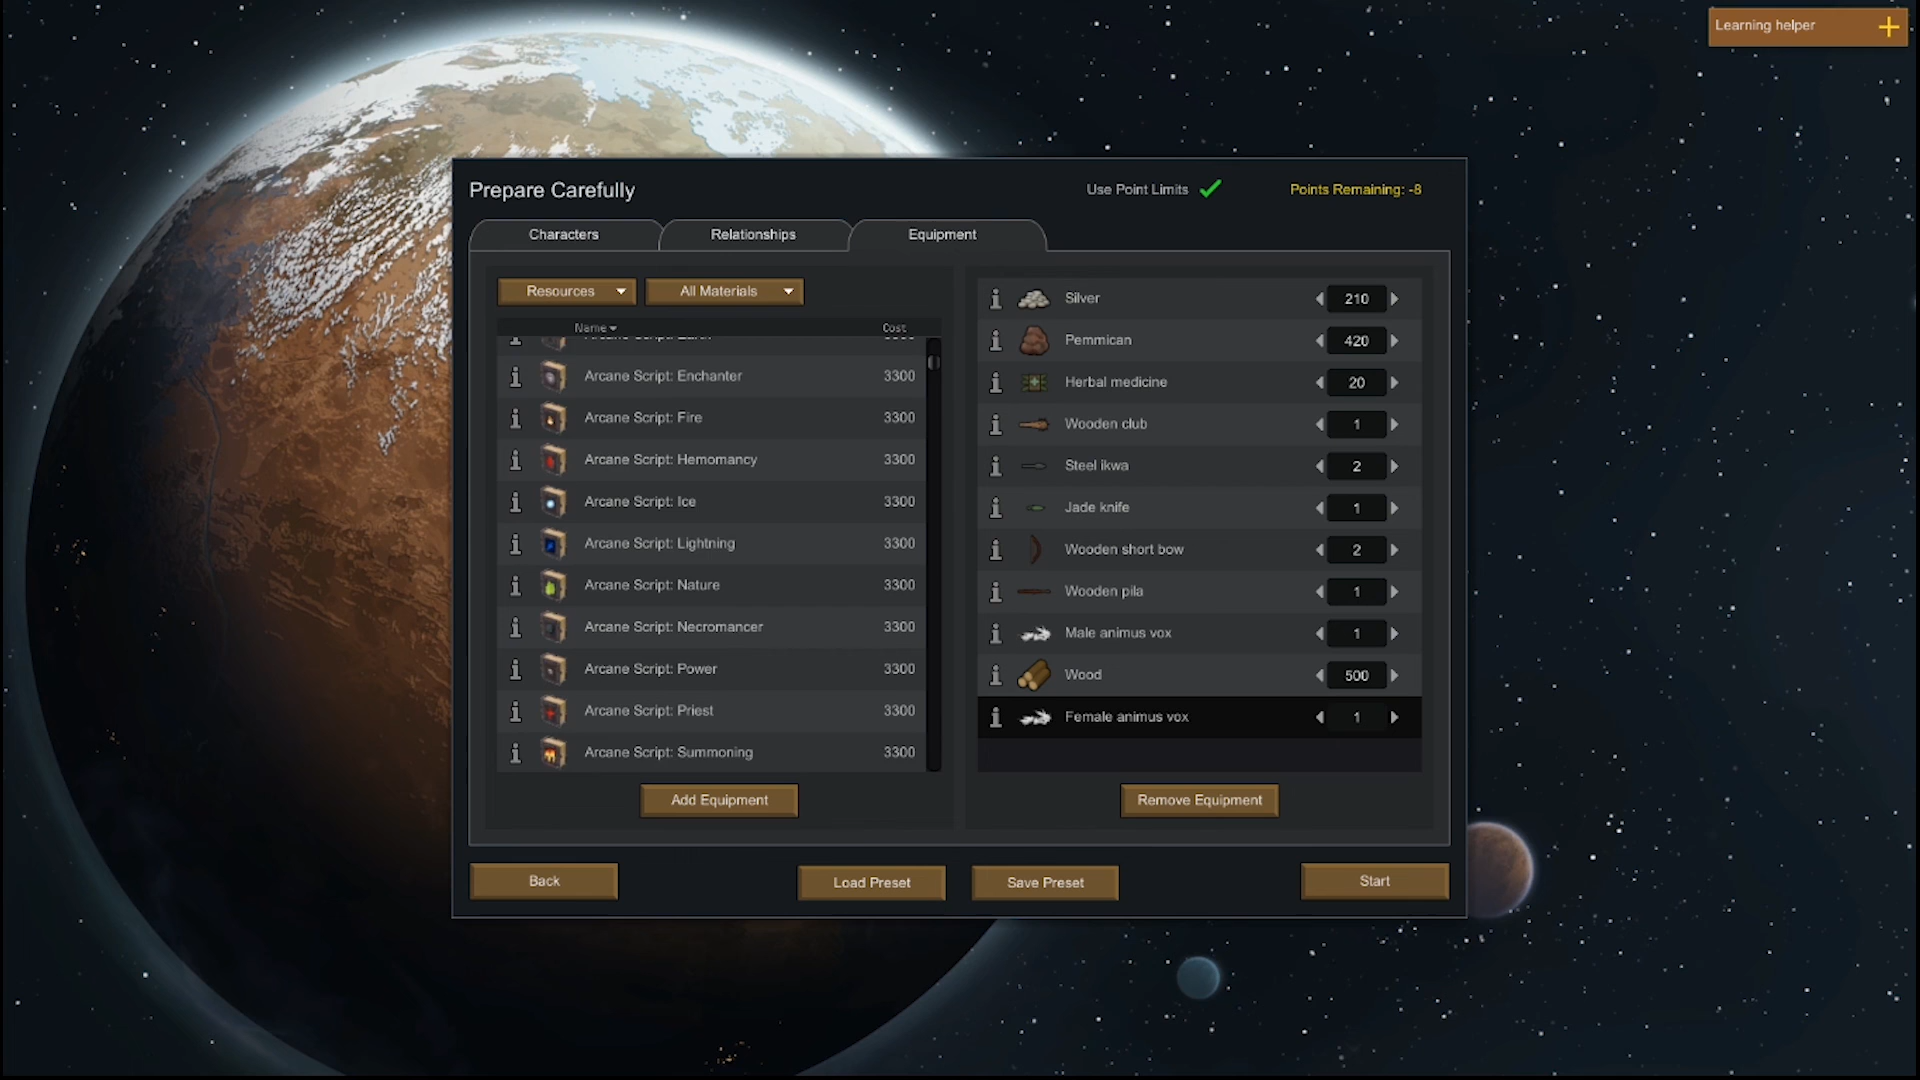 Learning helper
Prepare Carefully
Use Point Limits
Points Remaining: -8
Characters
Relationships
Equipment
Resources
All Materials
Name
Cost
Arcane Script: Enchanter 3300
Arcane Script: Fire 3300
Arcane Script: Hemomancy 3300
Arcane Script: Ice 3300
Arcane Script: Lightning 3300
Arcane Script: Nature 3300
Arcane Script: Necromancer 3300
Arcane Script: Power 3300
Arcane Script: Priest 3300
Arcane Script: Summoning 3300
Add Equipment
Silver 210
Pemmican 420
Herbal medicine 20
Wooden club 1
Steel ikwa 2
Jade knife 1
Wooden short bow 2
Wooden pila 1
Male animus vox 1
Wood 500
Female animus vox 1
Remove Equipment
Back
Load Preset
Save Preset
Start